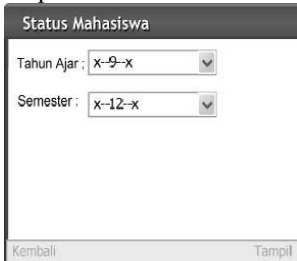 Status Mahasiswa
Tahun Ajar : x--9--x
Semester : x--12--x
Kembali Tampil